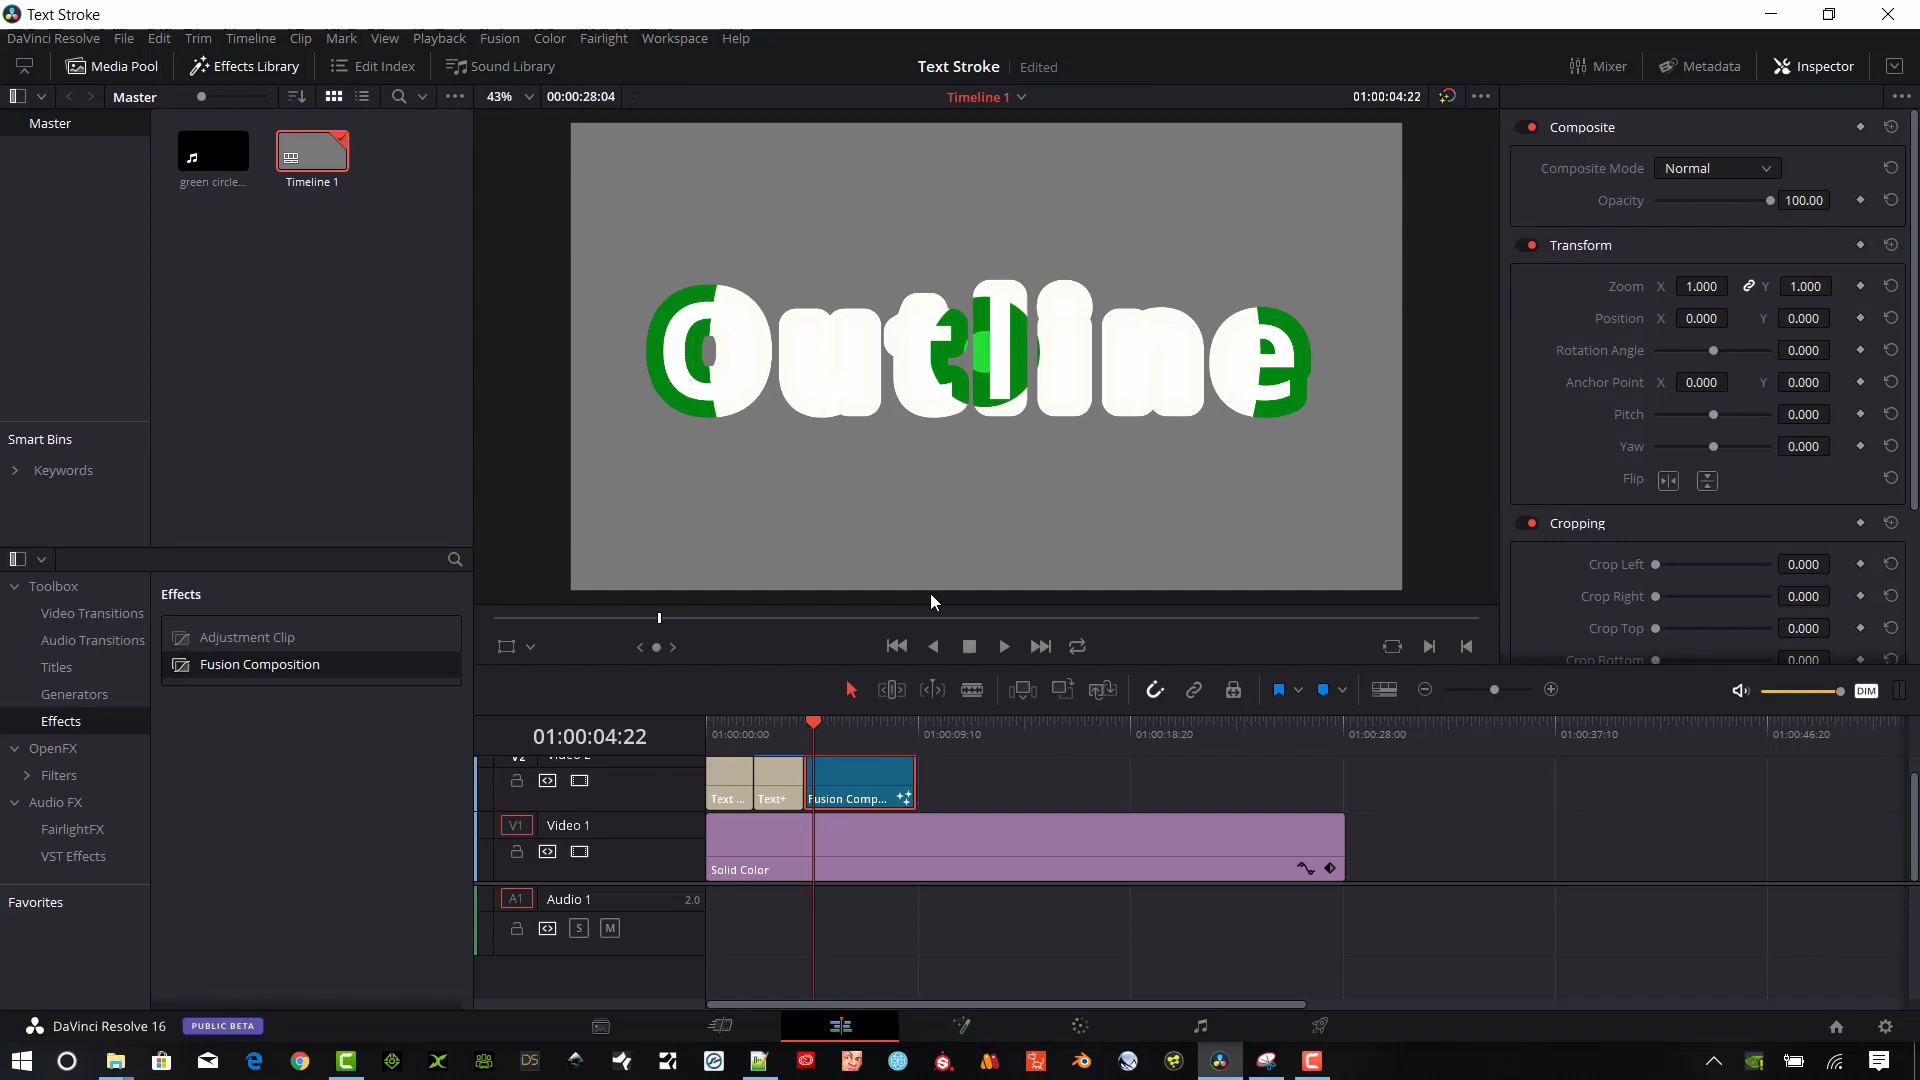 Text Stroke
DaVinci Resolve File Edit Trim Timeline Clip Mark View Playback Fusion Color Fairlight Workspace Help
Media Pool Effects Library Edit Index Sound Library Text Stroke Edited Mixer Metadata Inspector
Master 43% 00:00:28:04 Timeline 1 01:00:04:22
Master
green circle...
Timeline 1
Smart Bins
Keywords
Outline
Composite
Composite Mode Normal
Opacity 100.00
Transform
Zoom X 1.000 Y 1.000
Position X 0.000 Y 0.000
Rotation Angle 0.000
Anchor Point X 0.000 Y 0.000
Pitch 0.000
Yaw 0.000
Flip
Cropping
Crop Left 0.000
Crop Right 0.000
Crop Top 0.000
Crop Bottom 0.000
Toolbox
Video Transitions
Audio Transitions
Titles
Generators
Effects
OpenFX
Filters
Audio FX
FairlightFX
VST Effects
Favorites
Effects
Adjustment Clip
Fusion Composition
DIM
01:00:04:22 01:00:00:00 01:00:09:10 01:00:18:20 01:00:28:00 01:00:37:10 01:00:46:20
V2 Video 2
Text ... Text+ Fusion Comp...
V1 Video 1
Solid Color
A1 Audio 1 2.0
S M
DaVinci Resolve 16 PUBLIC BETA
DS